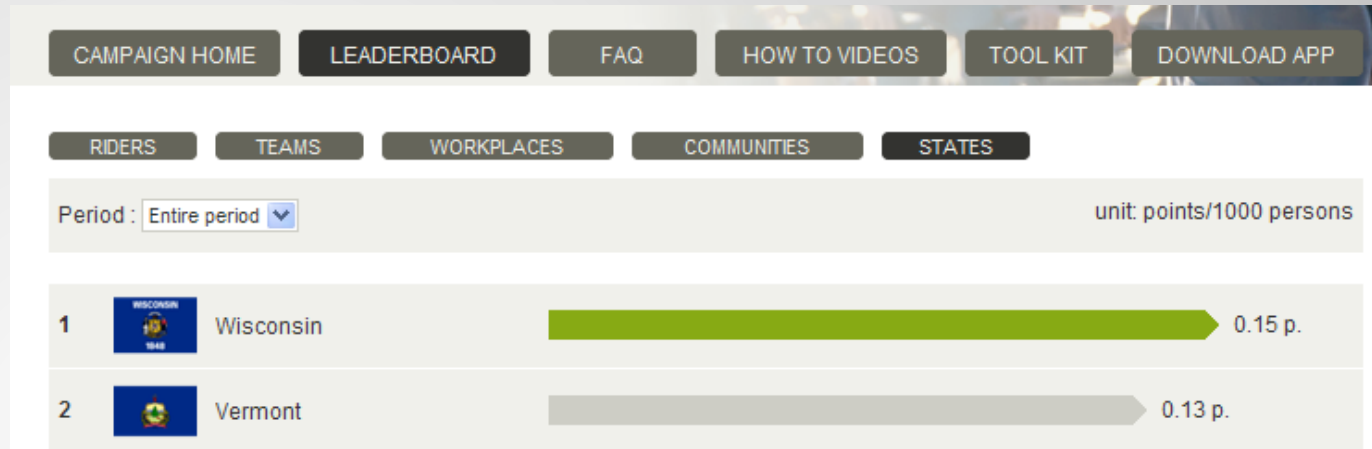 CAMPAIGN HOME LEADERBOARD FAQ HOW TO VIDEOS TOOL KIT DOWNLOAD APP
RIDERS TEAMS WORKPLACES COMMUNITIES STATES
Period : Entire period unit: points/1000 persons
WISCONSIN
1 Wisconsin 0.15 p.
1848
2 Vermont 0.13 p.